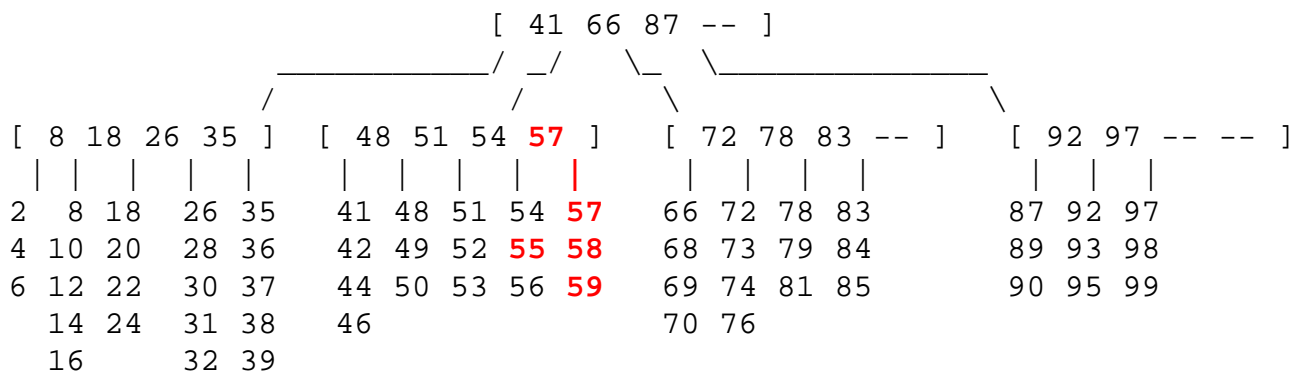 [ 41 66 87 -- ]
___________/ _/ \_ \______________
/ / \ \
[ 8 18 26 35 ] [ 48 51 54 57 ] [ 72 78 83 -- ] [ 92 97 -- -- ]
| | | | | | | | | | | | | | | | |
2 8 18 26 35 41 48 51 54 57 66 72 78 83 87 92 97
4 10 20 28 36 42 49 52 55 58 68 73 79 84 89 93 98
6 12 22 30 37 44 50 53 56 59 69 74 81 85 90 95 99
14 24 31 38 46 70 76
16 32 39